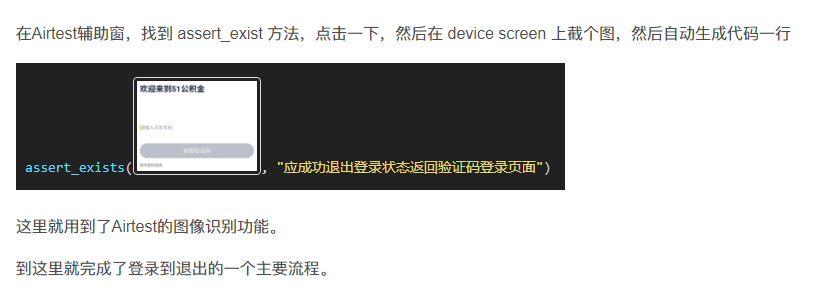 在Airtest辅助窗，找到 assert_exist 方法，点击一下，然后在 device screen 上截个图，然后自动生成代码一行
欢迎来到51公积金
assert_exists( , "应成功退出登录状态返回验证码登录页面")
这里就用到了Airtest的图像识别功能。
到这里就完成了登录到退出的一个主要流程。